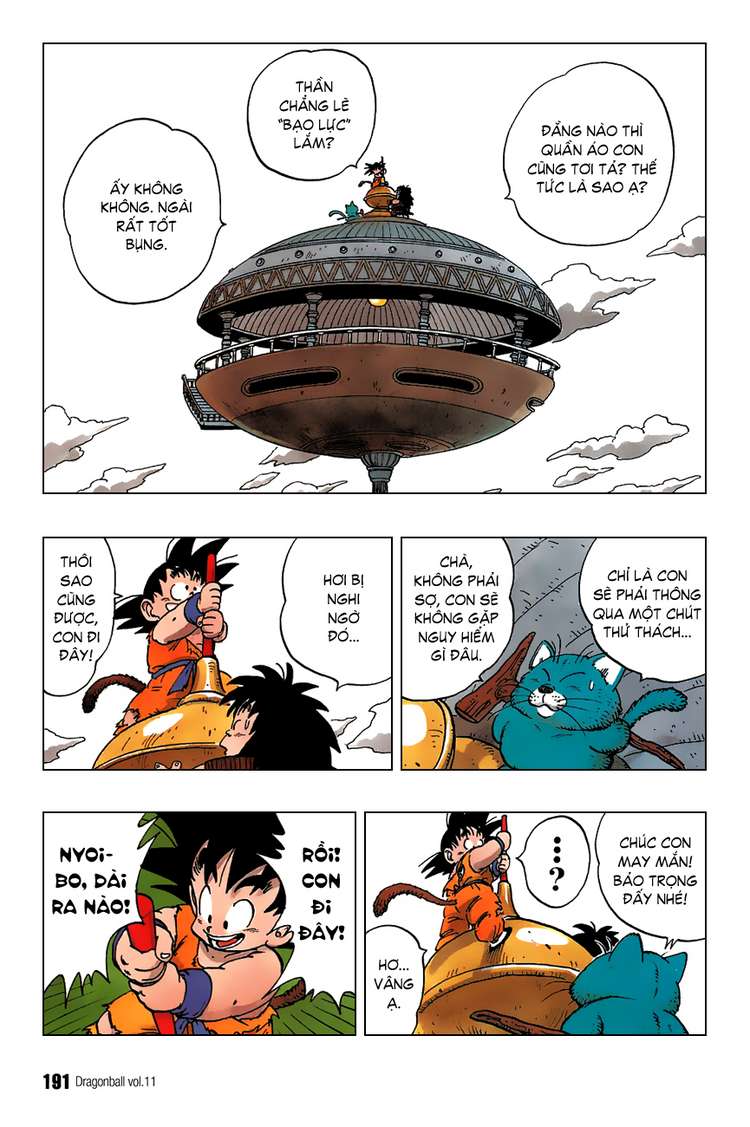 ĐẰNG NÀO THÌ
QUẦN ÁO CON
CŨNG TƠI TẢ? THẾ
TỨC LÀ SAO Ạ?
THẦN
CHẲNG LẼ
"BẠO LỰC"
LẮM?
ẤY KHÔNG
KHÔNG. NGÀI
RẤT TỐT
BỤNG.
CHỈ LÀ CON
SẼ PHẢI THÔNG
QUA MỘT CHÚT
THỬ THÁCH...
CHÀ,
KHÔNG PHẢI
SỢ, CON SẼ
KHÔNG GẶP
NGUY HIỂM
GÌ ĐÂU.
HƠI BỊ
NGHI
NGỜ
ĐÓ...
THÔI
SAO
CŨNG
ĐƯỢC,
CON ĐI
ĐÂY!
CHÚC CON
MAY MẮN!
BẢO TRỌNG
ĐẤY NHÉ!
...?
HƠ...
VÂNG
Ạ.
RỒI!
CON
ĐI
ĐÂY!
NYOI-
BO, DÀI
RA NÀO!
191 Dragonball vol.11